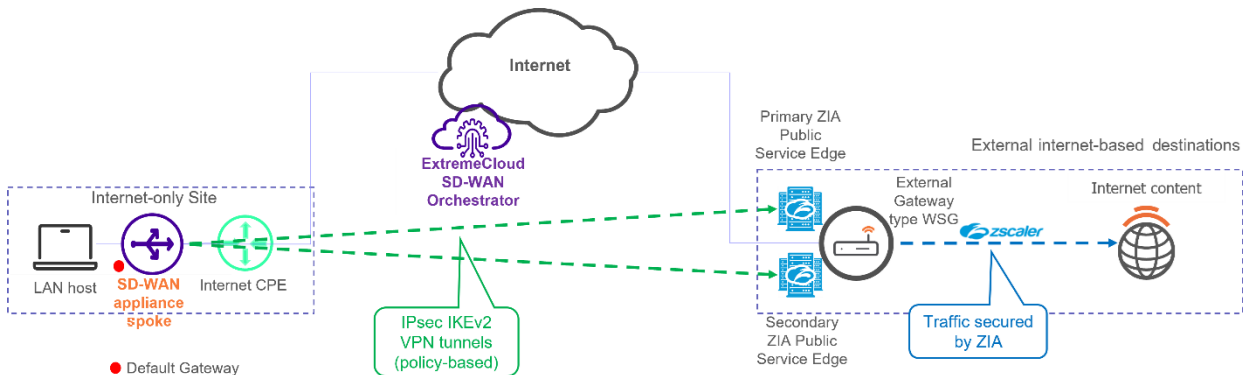 Internet
ExtremeCloud
SD-WAN
Orchestrator
Primary ZIA
Public
Service Edge
External internet-based destinations
Internet-only Site
External
Gateway
type WSG
Internet content
zscaler
LAN host
SD-WAN
appliance
spoke
Internet CPE
IPsec IKEv2
VPN tunnels
(policy-based)
Secondary
ZIA Public
Service Edge
Traffic secured
by ZIA
Default Gateway